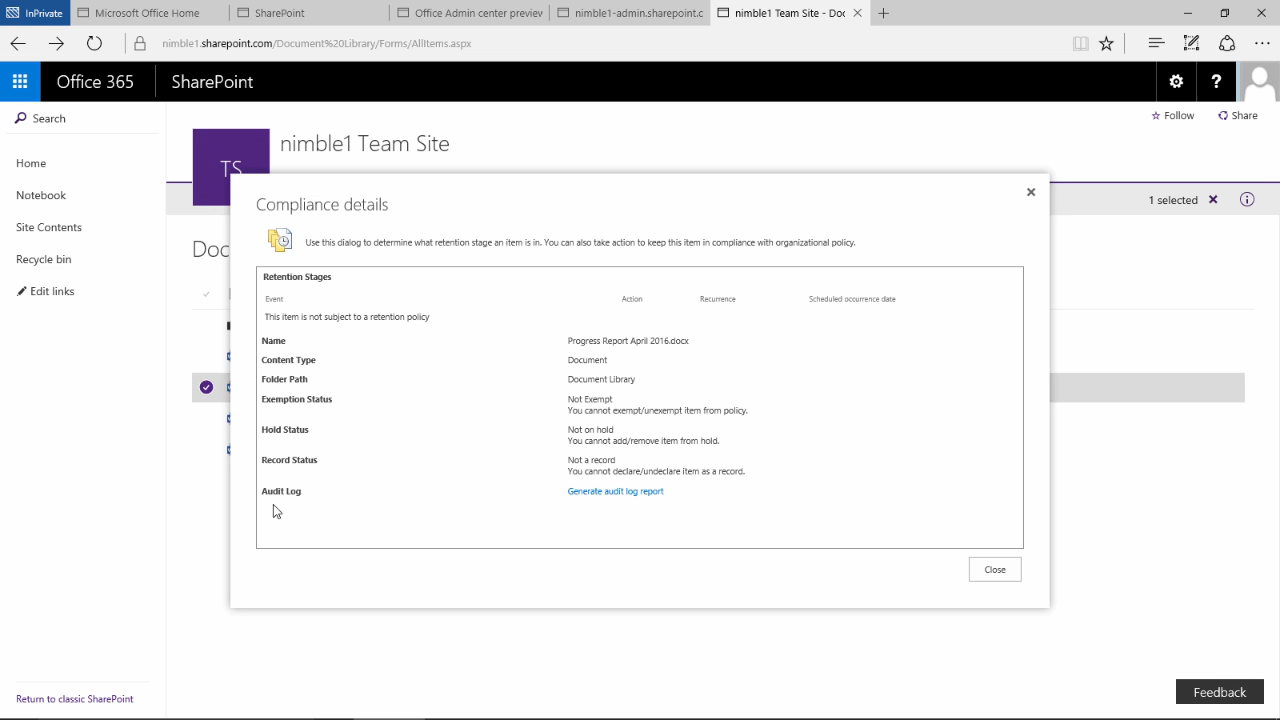 InPrivate
Microsoft Office Home
Microsoft admin center preview
nimble1.sharepoint.c
nimble1 Team Site - Doc
nimble1.sharepoint.com/Document%20Library/Forms/AllItems.aspx
Office 365
SharePoint
?
Search
Follow
Share
Home
Notebook
Site Contents
Recycle bin
Edit links
TS
nimble1 Team Site
1 selected
Doc
Compliance details
Use this dialog to determine what retention stage an item is in. You can also take action to keep this item in compliance with organizational policy.
Retention Stages
Event Action Recurrence Scheduled occurrence date
This item is not subject to a retention policy
Name Progress Report April 2016.docx
Content Type Document
Folder Path Document Library
Exemption Status Not Exempt
You cannot exempt/unexempt item from policy.
Hold Status Not on hold
You cannot add/remove item from hold.
Record Status Not a record
You cannot declare/undeclare item as a record.
Audit Log Generate audit log report
Close
Return to classic SharePoint
Feedback